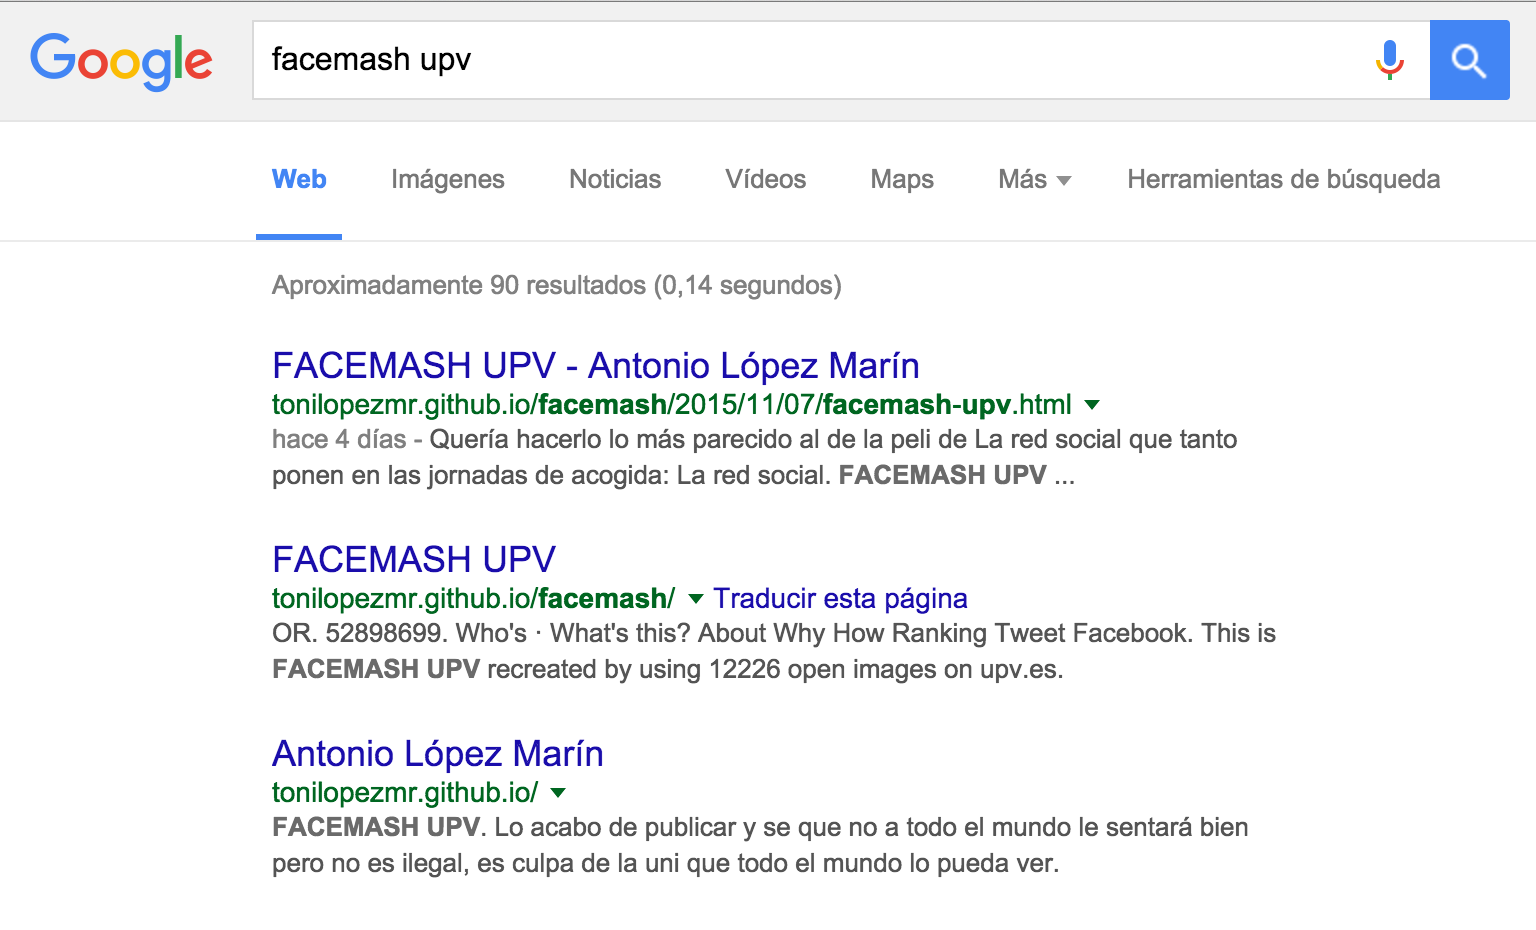 Google
facemash upv
Web Imágenes Noticias Vídeos Maps Más Herramientas de búsqueda
Aproximadamente 90 resultados (0,14 segundos)
FACEMASH UPV - Antonio López Marín
tonilopezmr.github.io/facemash/2015/11/07/facemash-upv.html
hace 4 días - Quería hacerlo lo más parecido al de la peli de La red social que tanto
ponen en las jornadas de acogida: La red social. FACEMASH UPV ...
FACEMASH UPV
tonilopezmr.github.io/facemash/ Traducir esta página
OR. 52898699. Who's · What's this? About Why How Ranking Tweet Facebook. This is
FACEMASH UPV recreated by using 12226 open images on upv.es.
Antonio López Marín
tonilopezmr.github.io/
FACEMASH UPV. Lo acabo de publicar y se que no a todo el mundo le sentará bien
pero no es ilegal, es culpa de la uni que todo el mundo lo pueda ver.